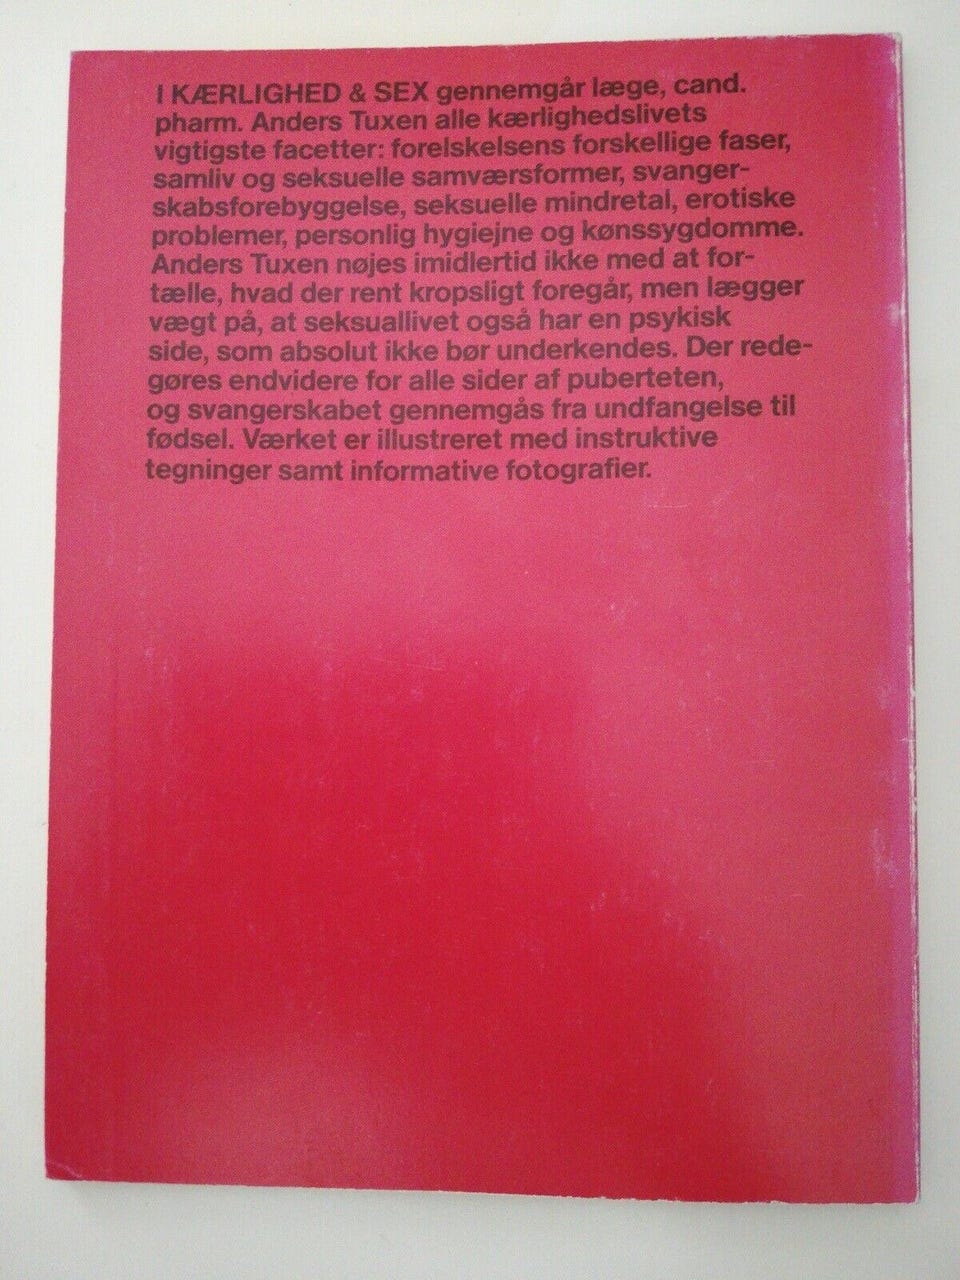 I KÆRLIGHED & SEX gennemgår læge, cand.
pharm. Anders Tuxen alle kærlighedslivets
vigtigste facetter: forelskelsens forskellige faser,
samliv og seksuelle samværsformer, svanger-
skabsforebyggelse, seksuelle mindretal, erotiske
problemer, personlig hygiejne og kønssygdomme.
Anders Tuxen nøjes imidlertid ikke med at for-
tælle, hvad der rent kropsligt foregår, men lægger
vægt på, at seksuallivet også har en psykisk
side, som absolut ikke bør underkendes. Der rede-
gøres endvidere for alle sider af puberteten,
og svangerskabet gennemgås fra undfangelse til
fødsel. Værket er illustreret med instruktive
tegninger samt informative fotografier.